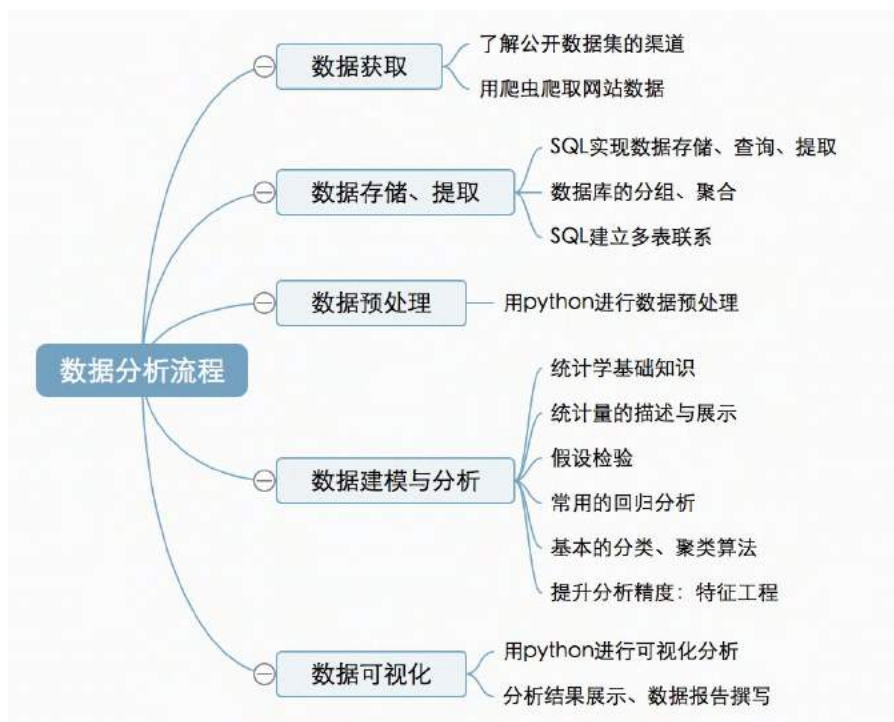 数据分析流程
数据获取
了解公开数据集的渠道
用爬虫爬取网站数据
数据存储、提取
SQL实现数据存储、查询、提取
数据库的分组、聚合
SQL建立多表联系
数据预处理
用python进行数据预处理
数据建模与分析
统计学基础知识
统计量的描述与展示
假设检验
常用的回归分析
基本的分类、聚类算法
提升分析精度：特征工程
数据可视化
用python进行可视化分析
分析结果展示、数据报告撰写